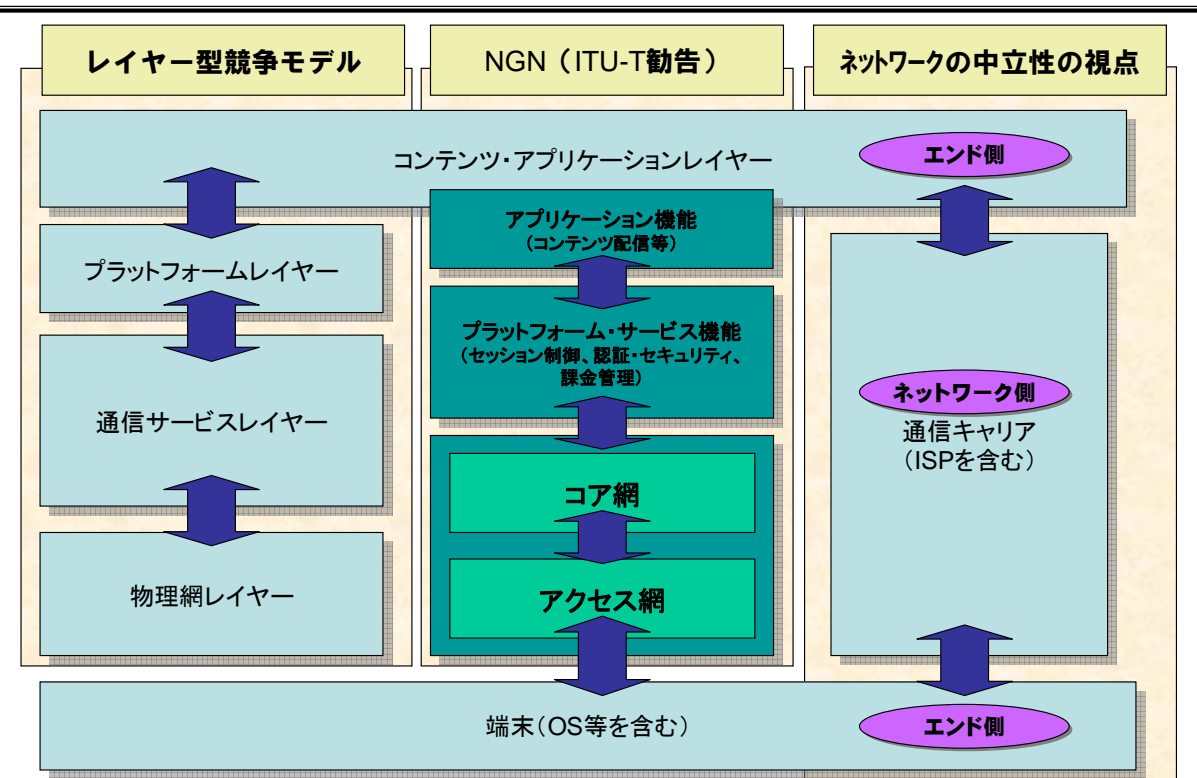 レイヤー型競争モデル
NGN（ITU-T勧告）
ネットワークの中立性の視点
コンテンツ・アプリケーションレイヤー
エンド側
プラットフォームレイヤー
通信サービスレイヤー
物理網レイヤー
アプリケーション機能
（コンテンツ配信等）
プラットフォーム・サービス機能
（セッション制御、認証・セキュリティ、
課金管理）
コア網
アクセス網
ネットワーク側
通信キャリア
（ISPを含む）
端末（OS等を含む）
エンド側